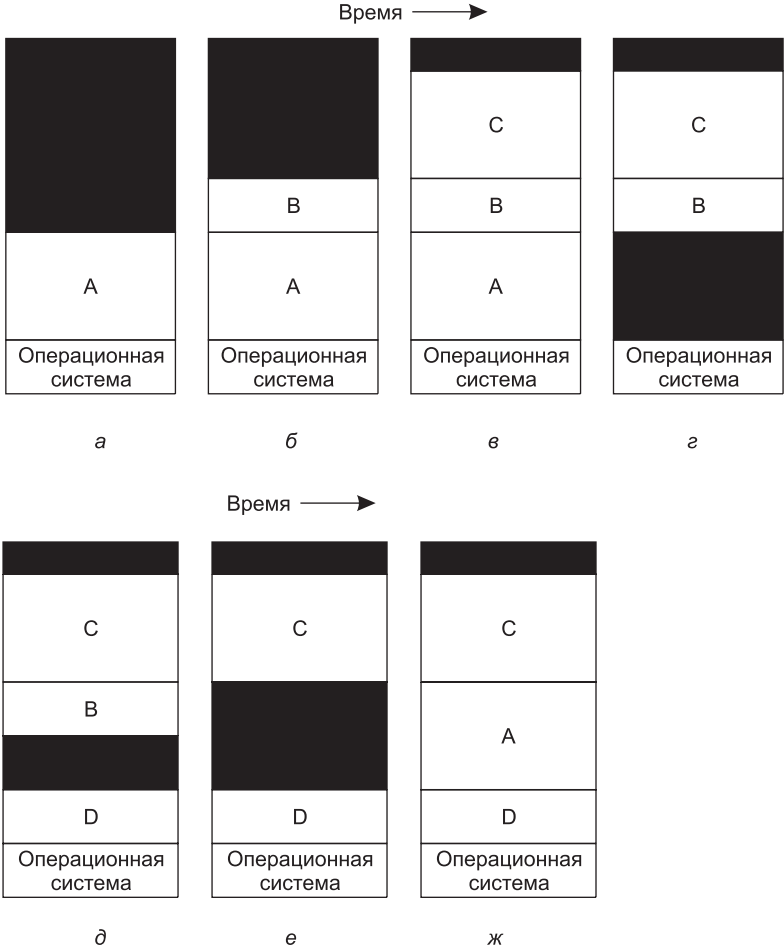 Время
C
C
B
B
B
A
A
A
Операционная
система
Операционная
система
Операционная
система
Операционная
система
а
б
в
г
Время
C
C
C
B
A
D
D
D
Операционная
система
Операционная
система
Операционная
система
д
е
ж